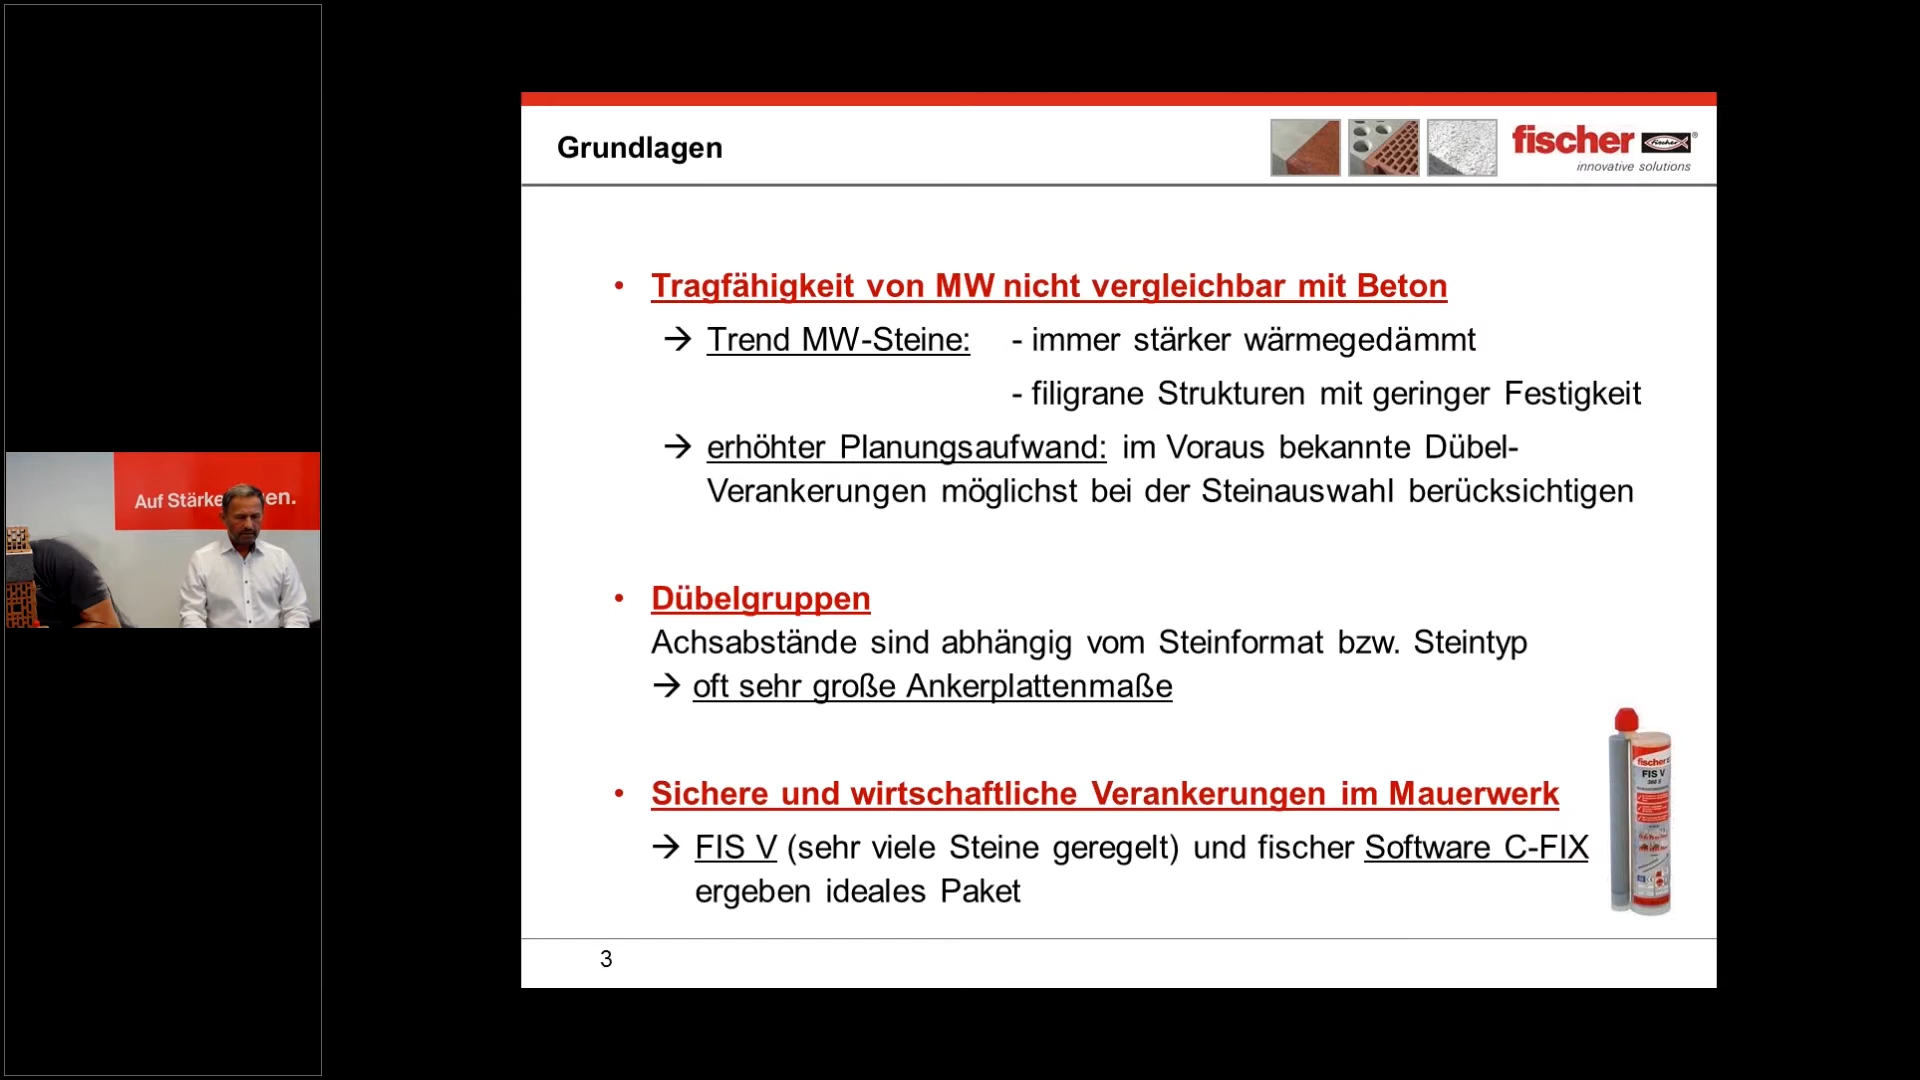 Grundlagen
fischer
innovative solutions
• Tragfähigkeit von MW nicht vergleichbar mit Beton
→ Trend MW-Steine: - immer stärker wärmegedämmt
- filigrane Strukturen mit geringer Festigkeit
→ erhöhter Planungsaufwand: im Voraus bekannte Dübel-
Verankerungen möglichst bei der Steinauswahl berücksichtigen
Auf Stärke
en.
• Dübelgruppen
Achsabstände sind abhängig vom Steinformat bzw. Steintyp
→ oft sehr große Ankerplattenmaße
• Sichere und wirtschaftliche Verankerungen im Mauerwerk
→ FIS V (sehr viele Steine geregelt) und fischer Software C-FIX
ergeben ideales Paket
fischer
FIS V
3